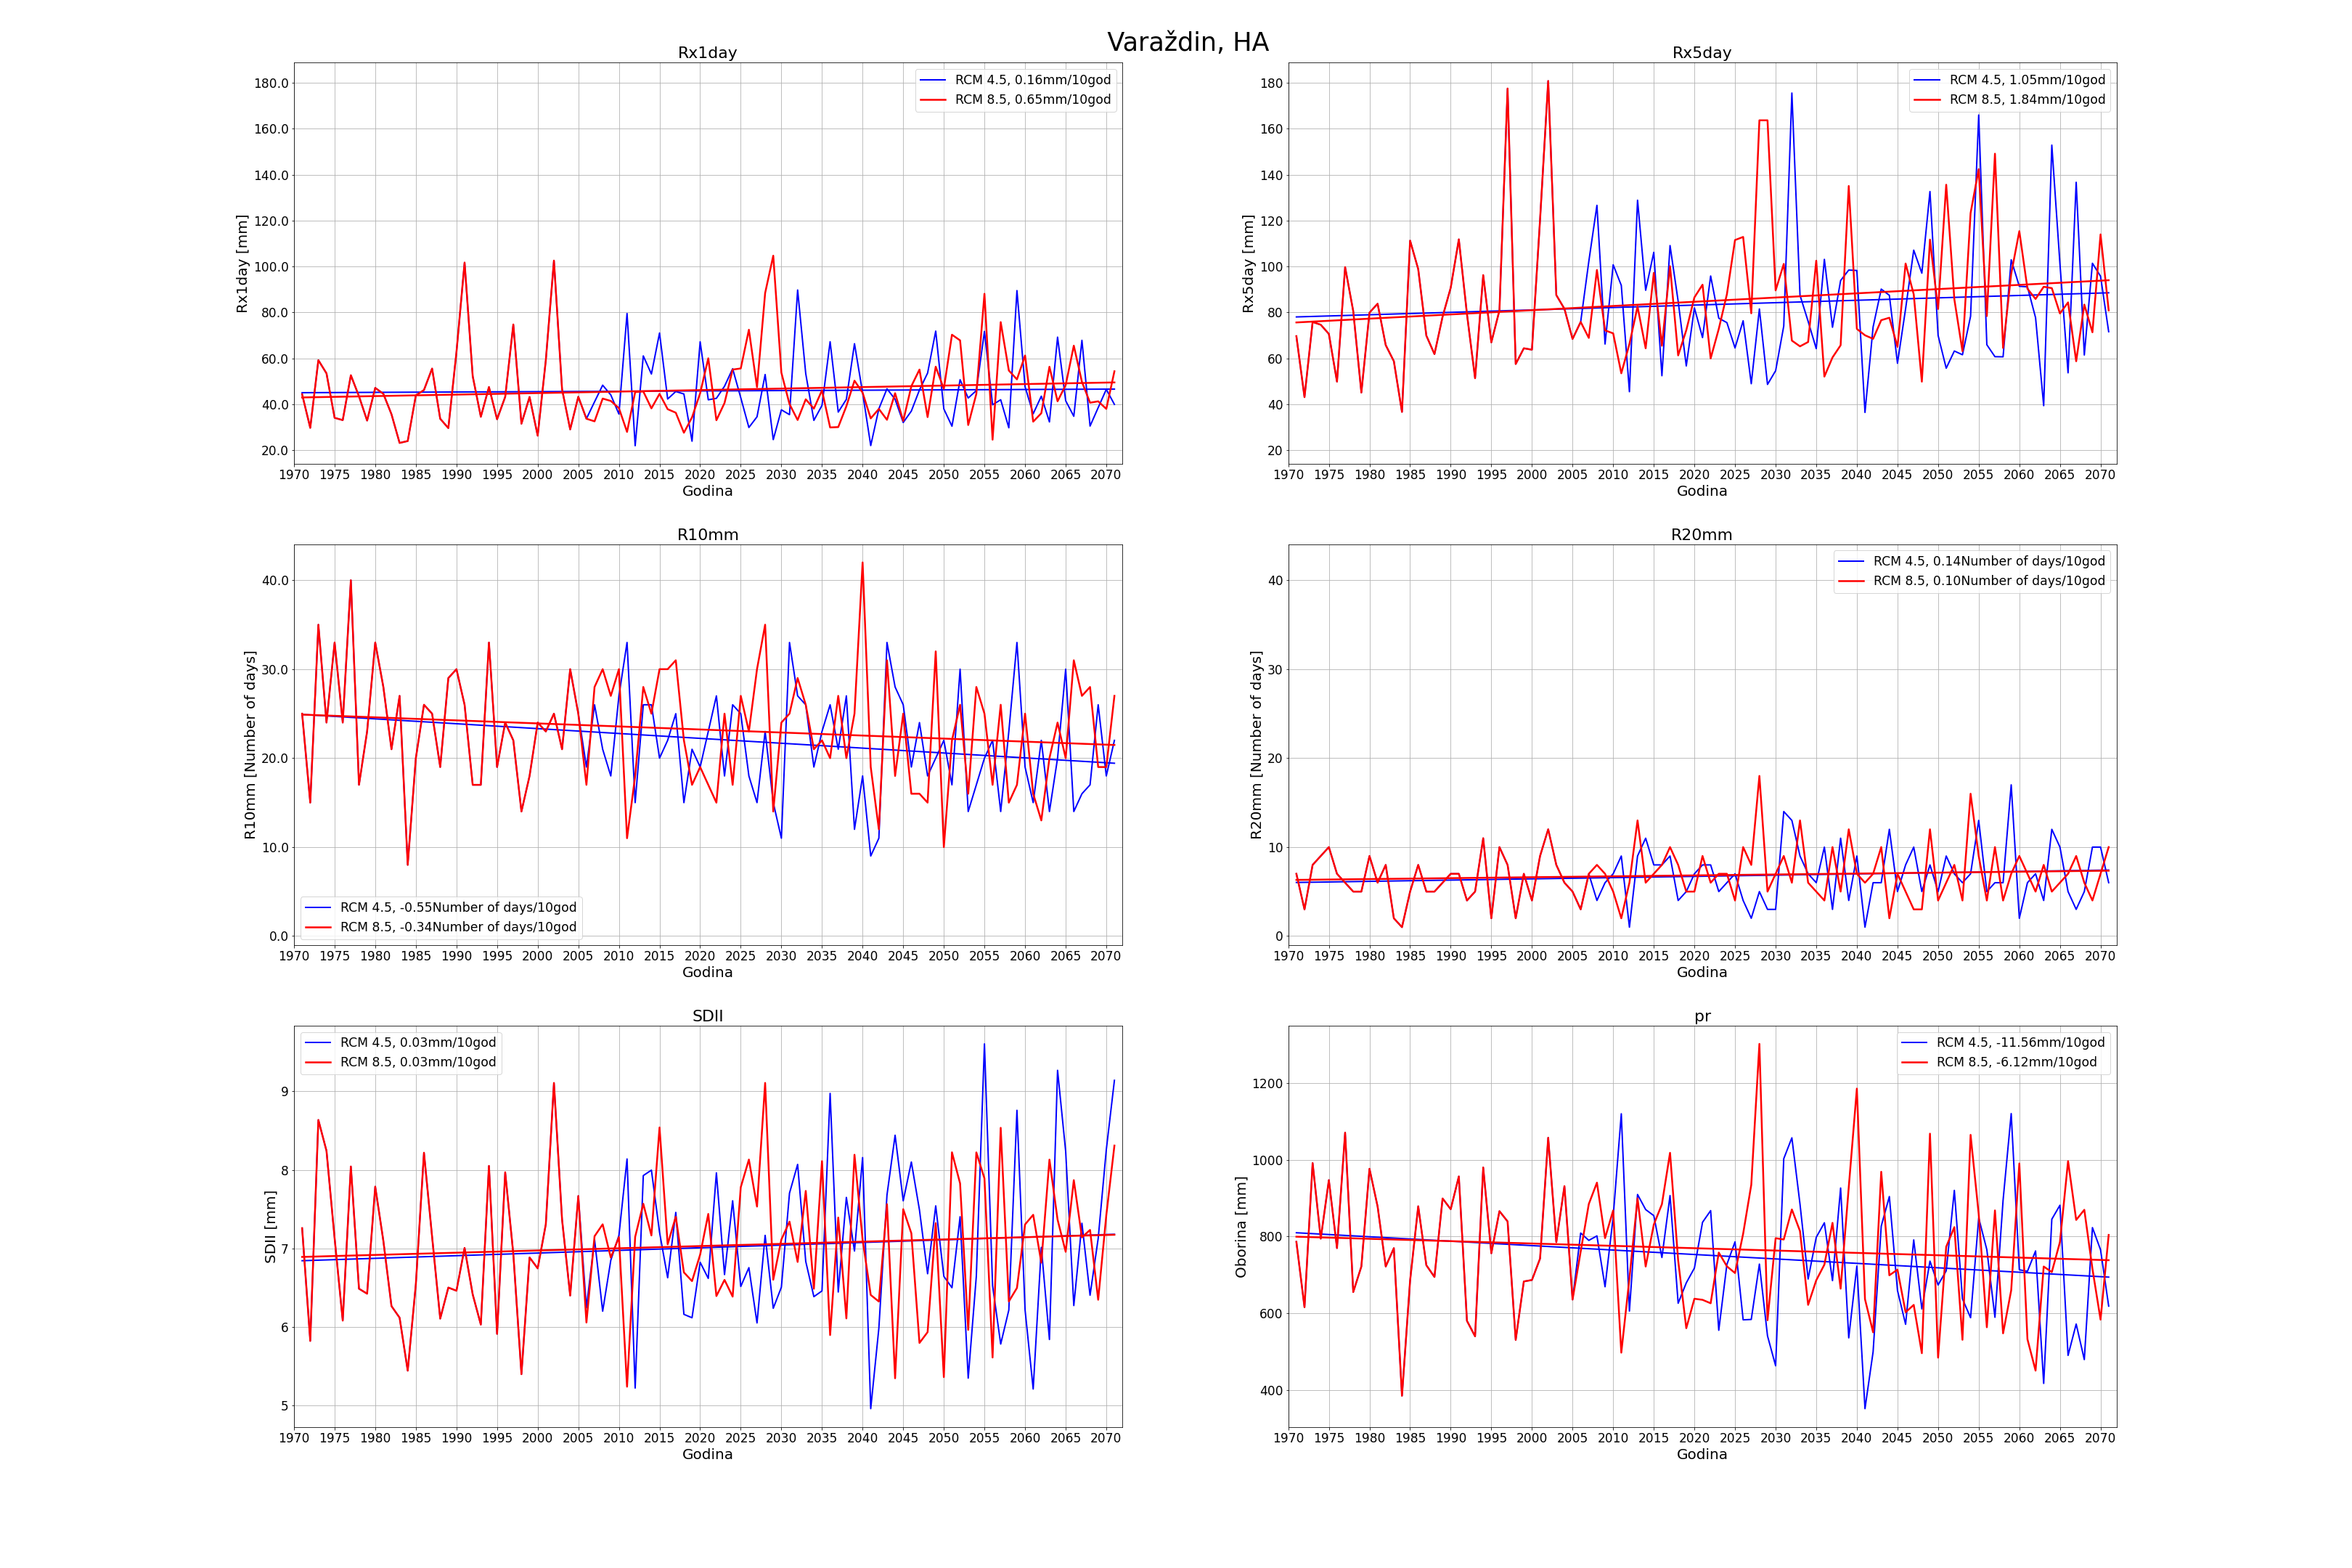 Varaždin, HA
Rx1day
RCM 4.5, 0.16mm/10god
RCM 8.5, 0.65mm/10god
Rx1day [mm]
180.0
160.0
140.0
120.0
100.0
80.0
60.0
40.0
20.0
1970 1975 1980 1985 1990 1995 2000 2005 2010 2015 2020 2025 2030 2035 2040 2045 2050 2055 2060 2065 2070
Godina
Rx5day
RCM 4.5, 1.05mm/10god
RCM 8.5, 1.84mm/10god
Rx5day [mm]
180
160
140
120
100
80
60
40
20
1970 1975 1980 1985 1990 1995 2000 2005 2010 2015 2020 2025 2030 2035 2040 2045 2050 2055 2060 2065 2070
Godina
R10mm
R10mm [Number of days]
40.0
30.0
20.0
10.0
0.0
RCM 4.5, -0.55Number of days/10god
RCM 8.5, -0.34Number of days/10god
1970 1975 1980 1985 1990 1995 2000 2005 2010 2015 2020 2025 2030 2035 2040 2045 2050 2055 2060 2065 2070
Godina
R20mm
RCM 4.5, 0.14Number of days/10god
RCM 8.5, 0.10Number of days/10god
R20mm [Number of days]
40
30
20
10
0
1970 1975 1980 1985 1990 1995 2000 2005 2010 2015 2020 2025 2030 2035 2040 2045 2050 2055 2060 2065 2070
Godina
SDII
RCM 4.5, 0.03mm/10god
RCM 8.5, 0.03mm/10god
SDII [mm]
9
8
7
6
5
1970 1975 1980 1985 1990 1995 2000 2005 2010 2015 2020 2025 2030 2035 2040 2045 2050 2055 2060 2065 2070
Godina
pr
RCM 4.5, -11.56mm/10god
RCM 8.5, -6.12mm/10god
Oborina [mm]
1200
1000
800
600
400
1970 1975 1980 1985 1990 1995 2000 2005 2010 2015 2020 2025 2030 2035 2040 2045 2050 2055 2060 2065 2070
Godina